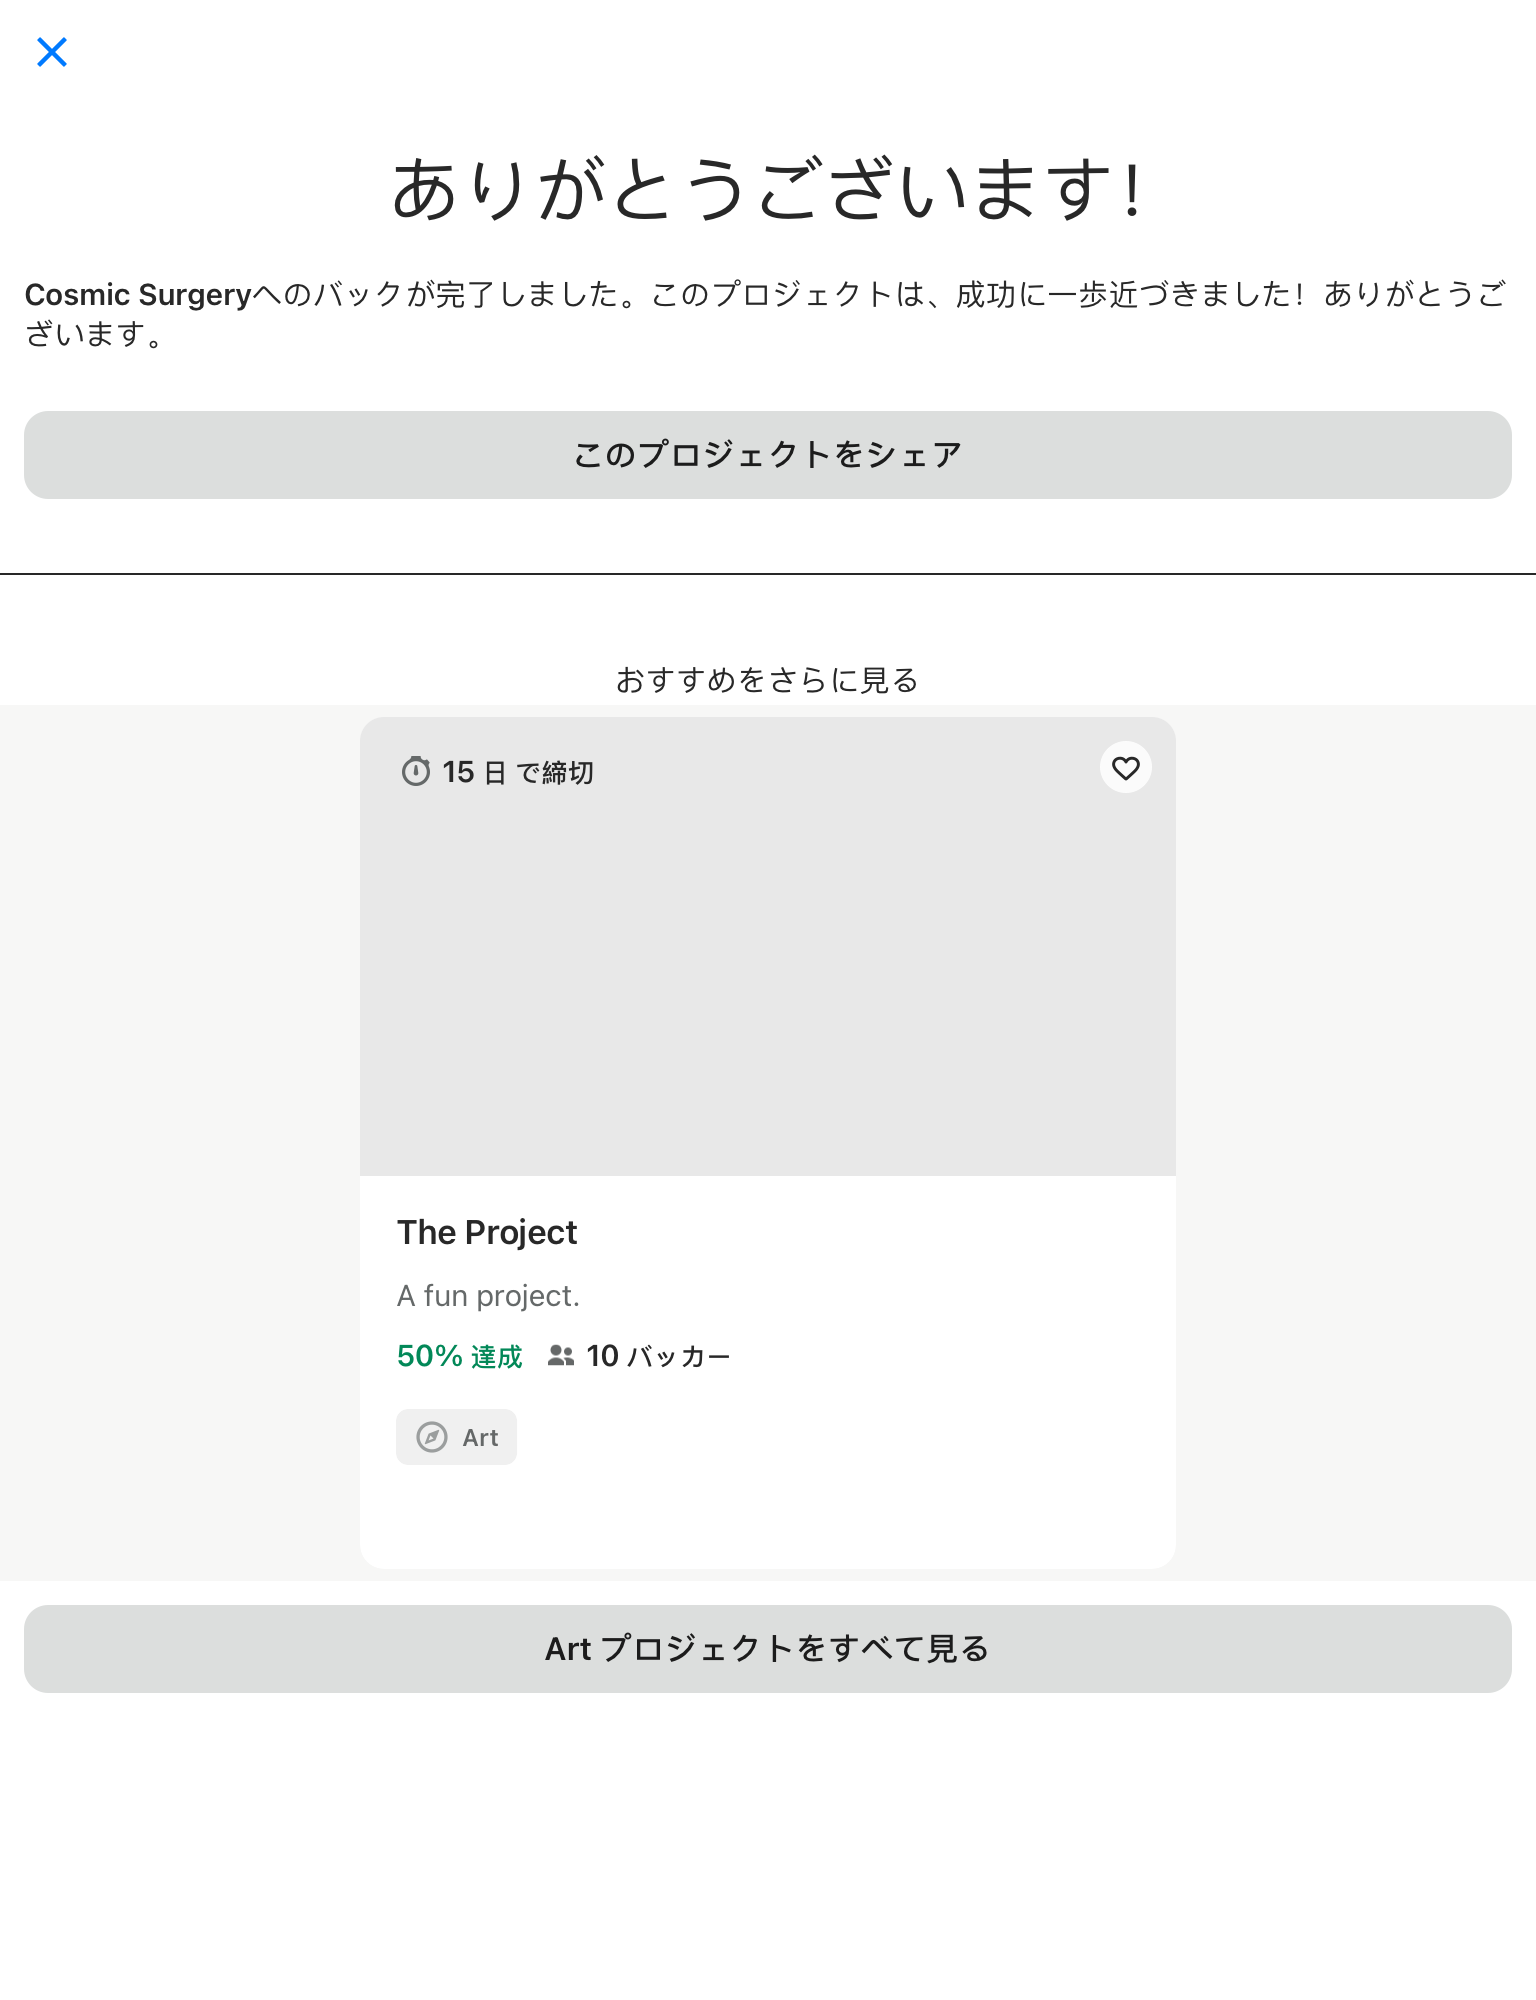 ありがとうございます！
Cosmic Surgeryへのバックが完了しました。このプロジェクトは、成功に一歩近づきました！ありがとうご
ざいます。
このプロジェクトをシェア
おすすめをさらに見る
15 日 で締切
The Project
A fun project.
50% 達成 10 バッカー
Art
Art プロジェクトをすべて見る